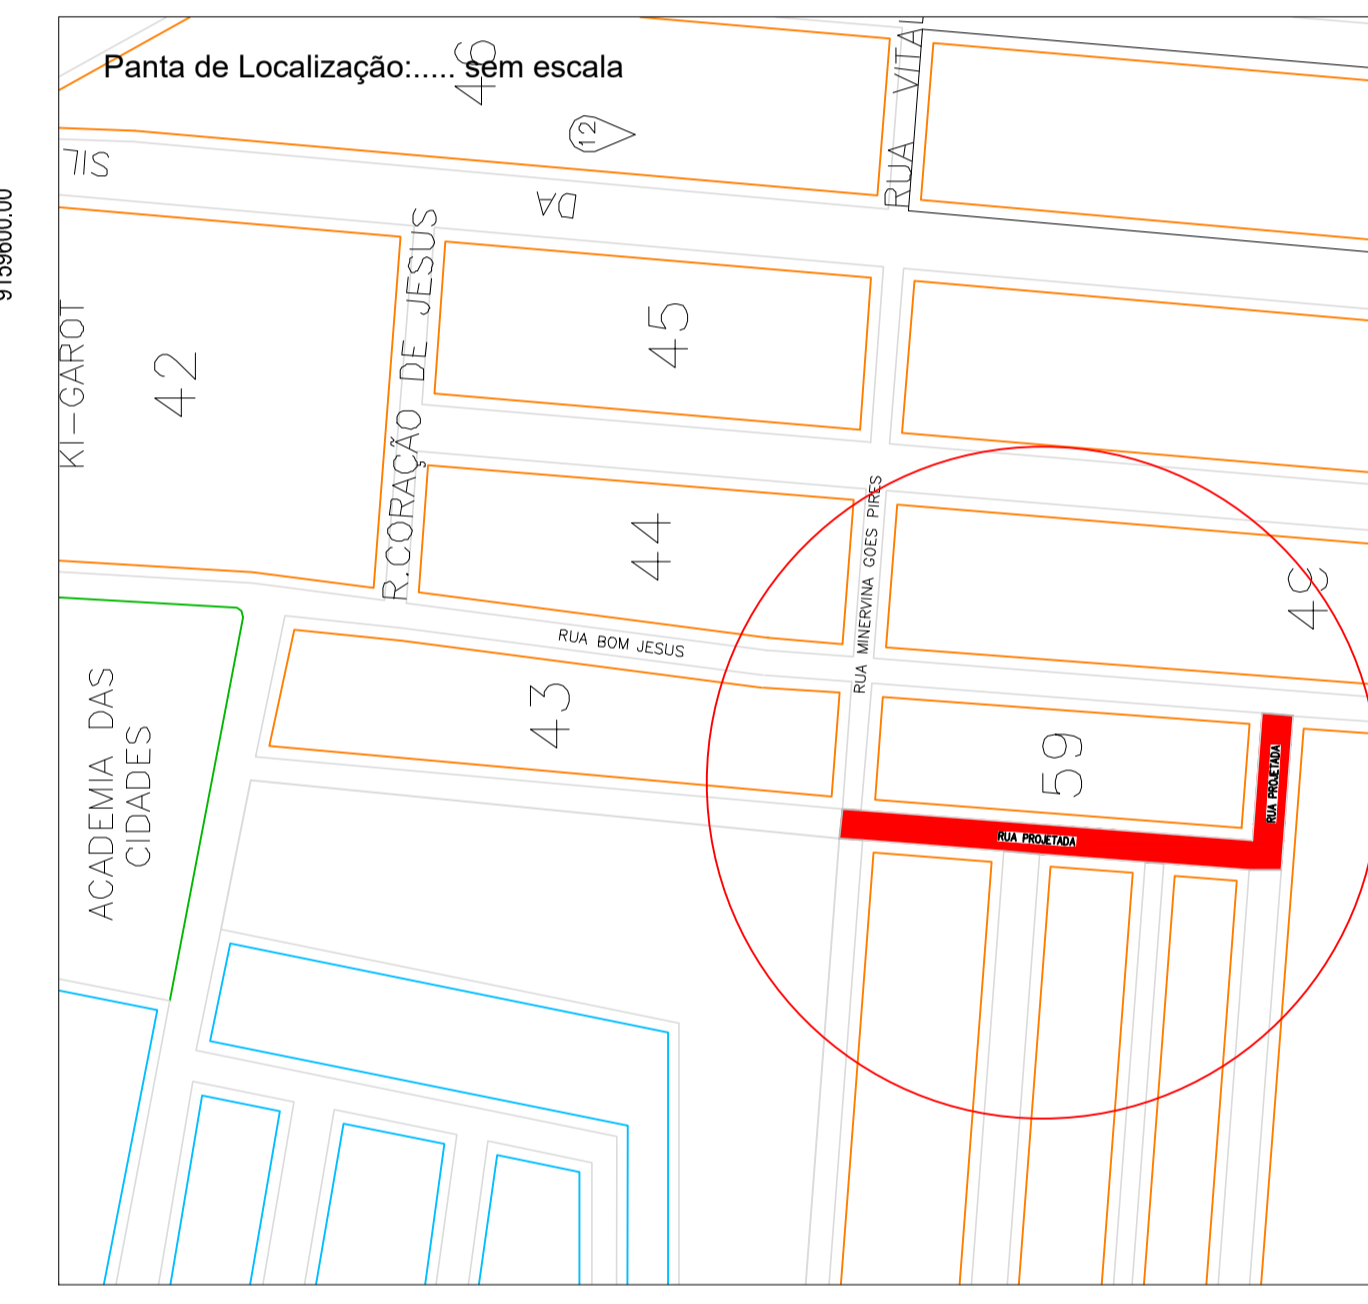 Panta de Localização:..... sem escala
46
12
RUA VITAL
SIL
DA
9159600.00
KI-GAROT
42
R.CORAÇÃO DE JESUS
45
44
RUA MINERVINA GOES PIRES
RUA BOM JESUS
43
ACADEMIA DAS
CIDADES
59
RUA PROJETADA
RUA PROJETADA